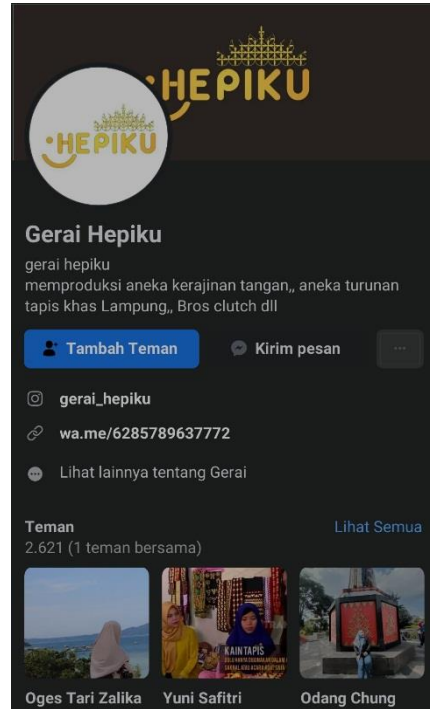 HEPIKU
HEPIKU
Gerai Hepiku
gerai hepiku
memproduksi aneka kerajinan tangan,, aneka turunan
tapis khas Lampung,, Bros clutch dll
Tambah Teman
Kirim pesan
...
gerai_hepiku
wa.me/6285789637772
Lihat lainnya tentang Gerai
Teman
Lihat Semua
2.621 (1 teman bersama)
KAIN TAPIS
Oges Tari Zalika
Yuni Safitri
Odang Chung